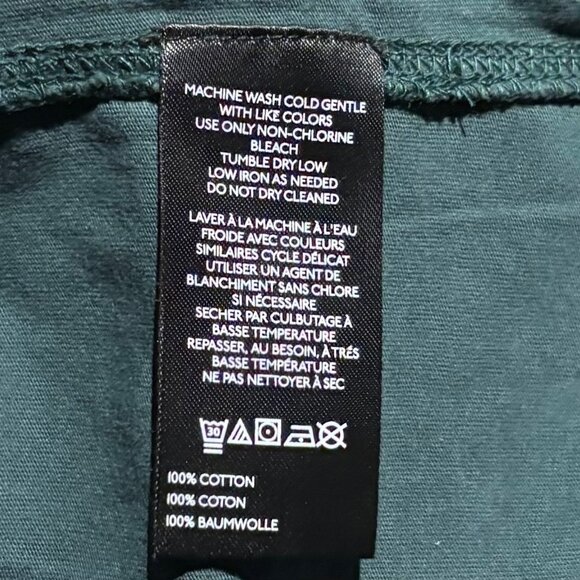 MACHINE WASH COLD GENTLE
WITH LIKE COLORS
USE ONLY NON-CHLORINE
BLEACH
TUMBLE DRY LOW
LOW IRON AS NEEDED
DO NOT DRY CLEANED
LAVER À LA MACHINE À L'EAU
FROIDE AVEC COULEURS
SIMILAIRES CYCLE DÉLICAT
UTILISER UN AGENT DE
BLANCHIMENT SANS CHLORE
SI NÉCESSAIRE
SECHER PAR CULBUTAGE À
BASSE TEMPERATURE
REPASSER, AU BESOIN, À TRÉS
BASSE TEMPÉRATURE
NE PAS NETTOYER À SEC
30
100% COTTON
100% COTON
100% BAUMWOLLE